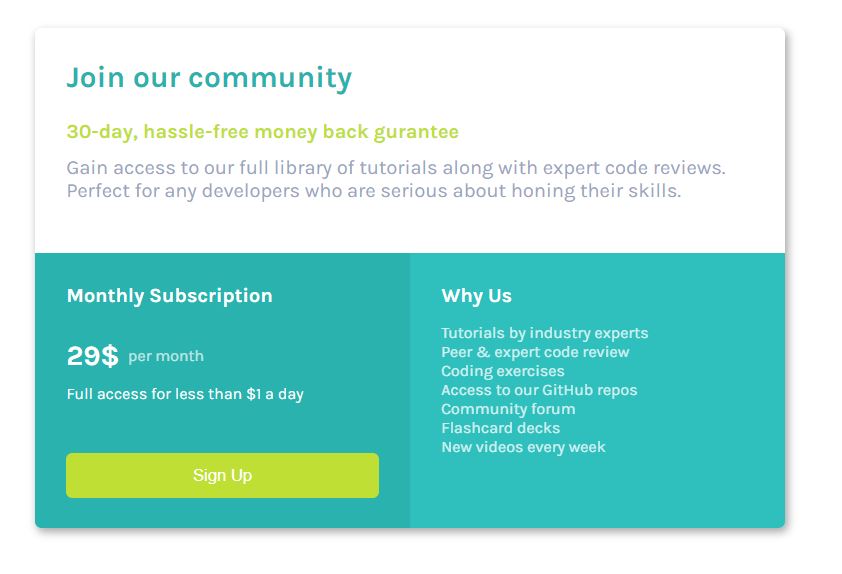 Join our community
30-day, hassle-free money back gurantee
Gain access to our full library of tutorials along with expert code reviews.
Perfect for any developers who are serious about honing their skills.
Monthly Subscription
29$ per month
Full access for less than $1 a day
Sign Up
Why Us
Tutorials by industry experts
Peer & expert code review
Coding exercises
Access to our GitHub repos
Community forum
Flashcard decks
New videos every week